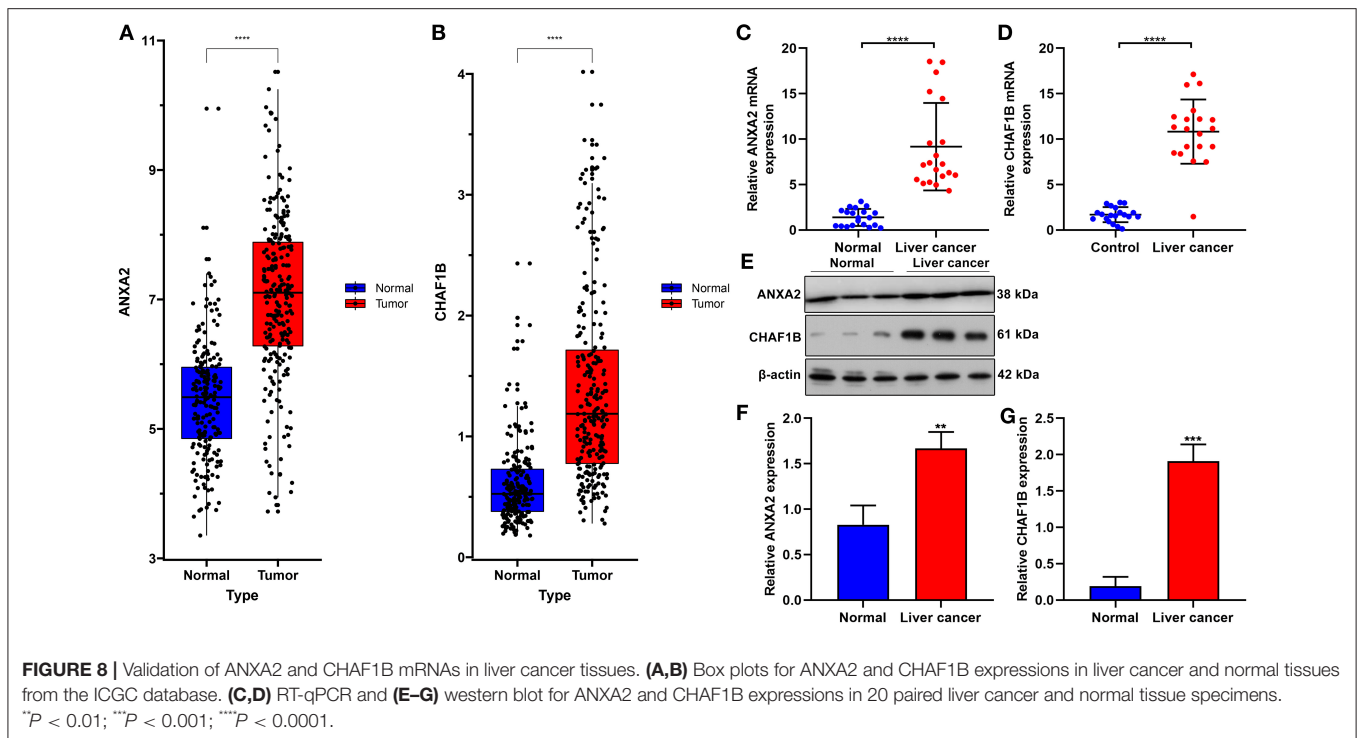 A
11
9
7
5
3
ANXA2
****
Normal
Tumor
Type
Normal
Tumor
B
4
3
2
1
0
CHAF1B
****
Normal
Tumor
Type
Normal
Tumor
C
20
15
10
5
0
Relative ANXA2 mRNA
expression
****
Normal
Liver cancer
D
20
15
10
5
0
Relative CHAF1B mRNA
expression
****
Control
Liver cancer
E
Normal
Liver cancer
ANXA2
38 kDa
CHAF1B
61 kDa
β-actin
42 kDa
F
2.0
1.5
1.0
0.5
0.0
Relative ANXA2 expression
**
Normal
Liver cancer
G
2.5
2.0
1.5
1.0
0.5
0.0
Relative CHAF1B expression
***
Normal
Liver cancer
FIGURE 8 | Validation of ANXA2 and CHAF1B mRNAs in liver cancer tissues. (A,B) Box plots for ANXA2 and CHAF1B expressions in liver cancer and normal tissues
from the ICGC database. (C,D) RT-qPCR and (E–G) western blot for ANXA2 and CHAF1B expressions in 20 paired liver cancer and normal tissue specimens.
**P < 0.01; ***P < 0.001; ****P < 0.0001.